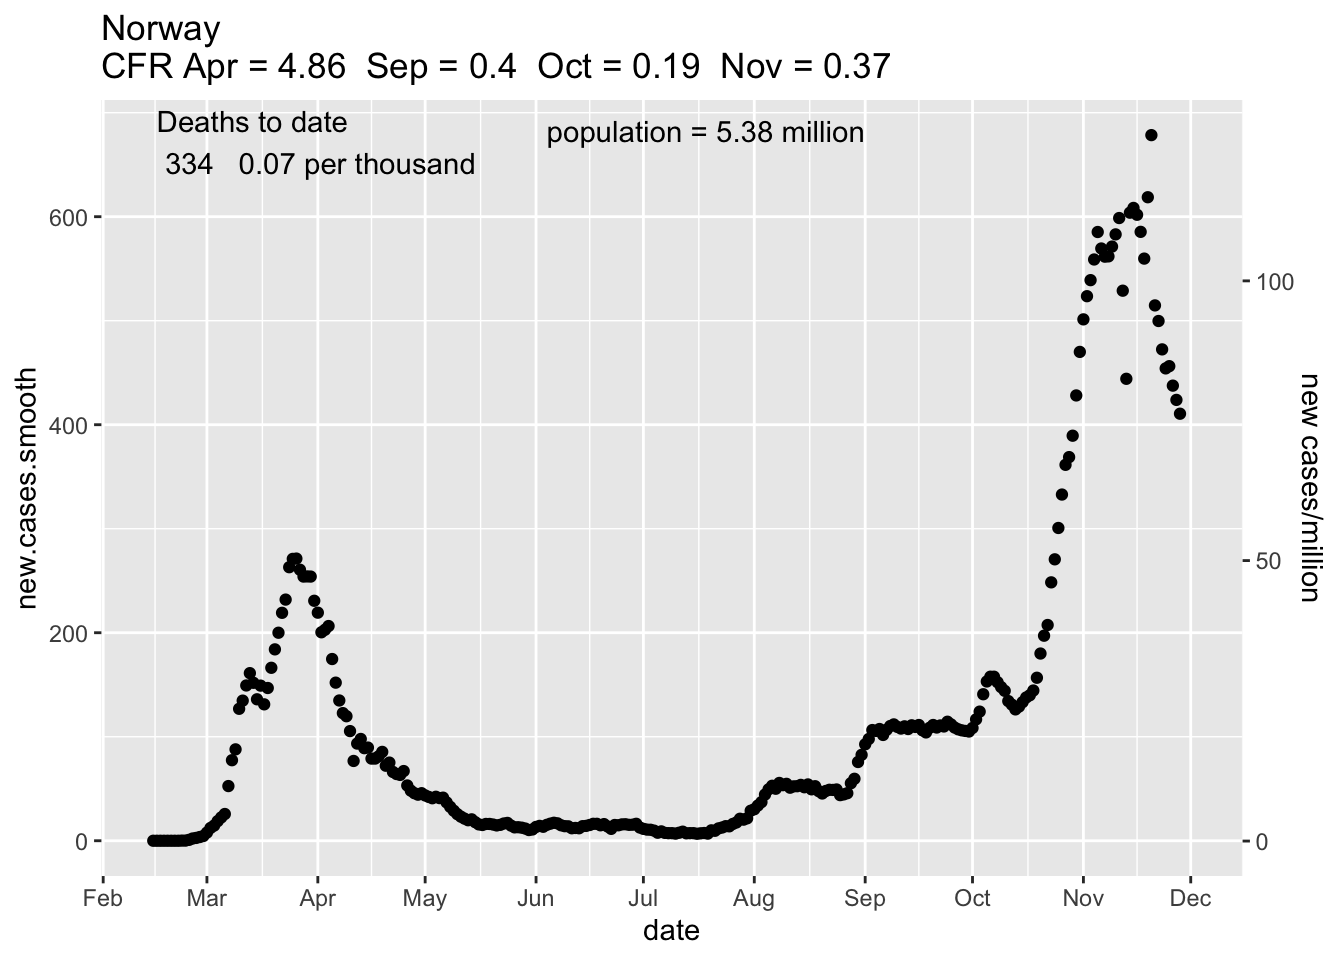 Norway
CFR Apr = 4.86  Sep = 0.4  Oct = 0.19  Nov = 0.37
Deaths to date
334   0.07 per thousand
population = 5.38 million
new.cases.smooth
600
400
200
0
100
50
0
new cases/million
Feb Mar Apr May Jun Jul Aug Sep Oct Nov Dec
date